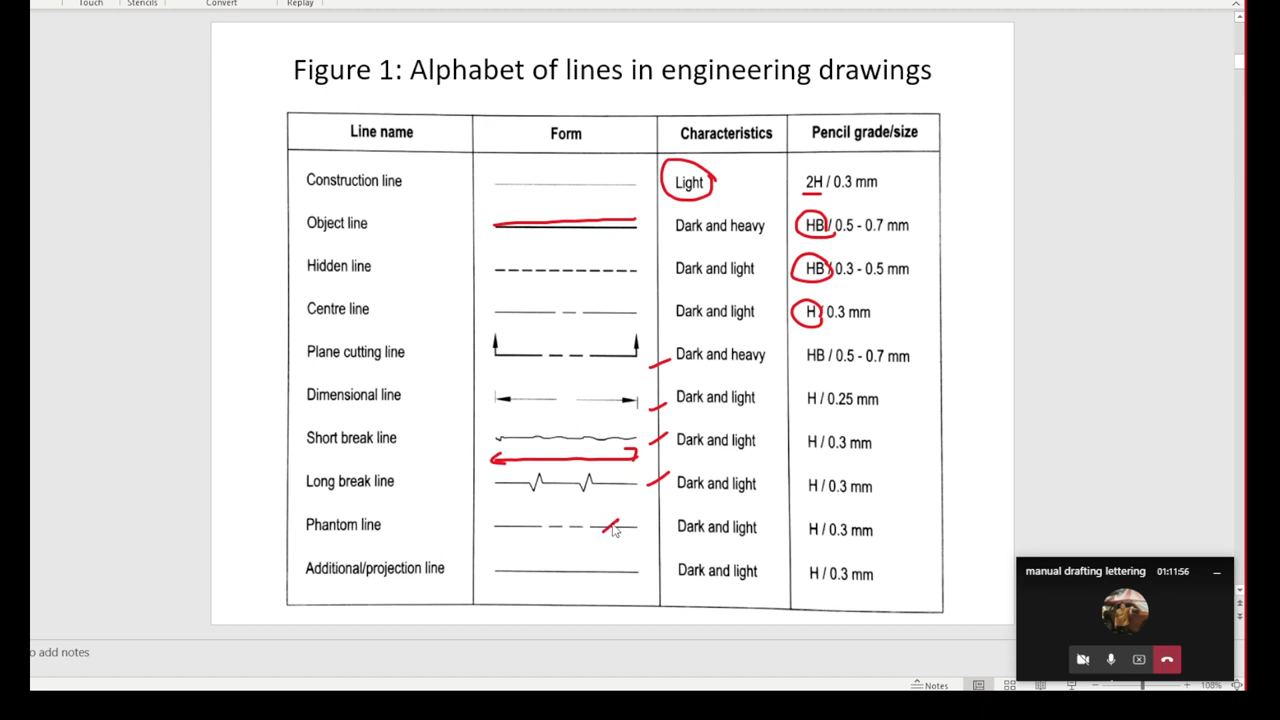 Touch Stencils Convert Replay
Figure 1: Alphabet of lines in engineering drawings
Line name Form Characteristics Pencil grade/size
Construction line Light 2H / 0.3 mm
Object line Dark and heavy HB / 0.5 - 0.7 mm
Hidden line Dark and light HB / 0.3 - 0.5 mm
Centre line Dark and light H / 0.3 mm
Plane cutting line Dark and heavy HB / 0.5 - 0.7 mm
Dimensional line Dark and light H / 0.25 mm
Short break line Dark and light H / 0.3 mm
Long break line Dark and light H / 0.3 mm
Phantom line Dark and light H / 0.3 mm
Additional/projection line Dark and light H / 0.3 mm
manual drafting lettering 01:11:56
o add notes
Notes 108%